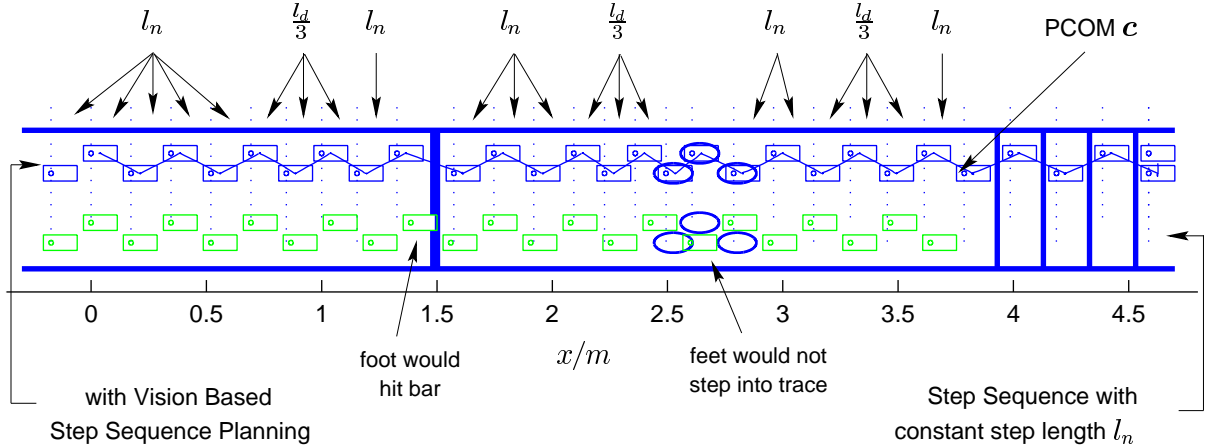 l_n l_d/3 l_n l_n l_d/3 l_n l_d/3 l_n PCOM c
0 0.5 1 1.5 2 2.5 3 3.5 4 4.5
x/m
foot would
hit bar
feet would not
step into trace
with Vision Based
Step Sequence Planning
Step Sequence with
constant step length l_n